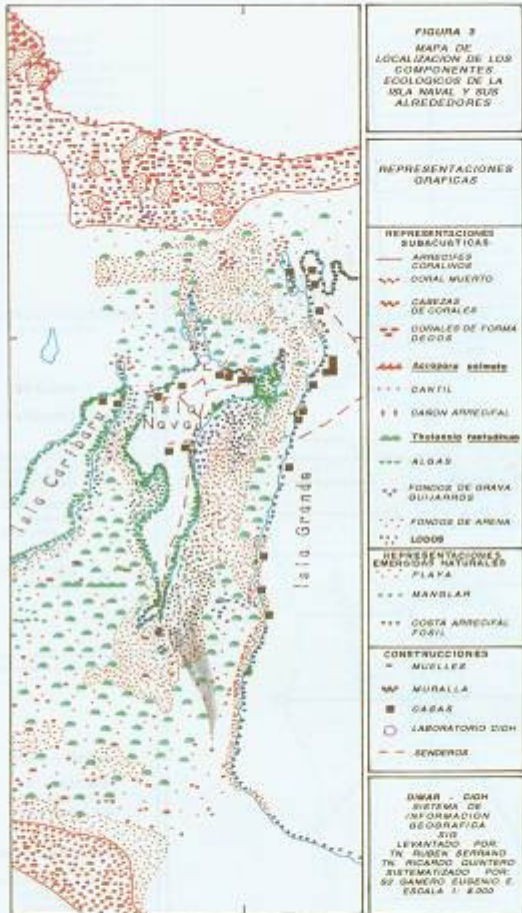 FIGURA 3
MAPA DE
LOCALIZACION DE LOS
COMPONENTES
ECOLOGICOS DE LA
ISLA NAVAL Y SUS
ALREDEDORES
REPRESENTACIONES
GRAFICAS
REPRESENTACIONES
SUBACUATICAS
ARRECIFES
CORALINOS
CORAL MUERTO
CABEZAS
DE CORALES
CORALES DE FORMA
DEDOS
Acropora palmata
CANTIL
ARRECIFAL
Thalassia testudinum
ALGAS
FONDOS DE GRAVA
GUIJARROS
FONDOS DE ARENA
LODOS
REPRESENTACIONES
EMERGIDAS NATURALES
PLAYA
MANGLAR
COSTA ARRECIFAL
FOSIL
CONSTRUCCIONES
MUELLES
MURALLA
CASAS
LABORATORIO CIOH
SENDEROS
DIMAR - CIOH
SISTEMA DE
INFORMACION
GEOGRAFICA
SIG
LEVANTADO POR:
TN. RUBEN SERRANO
TN. RICARDO QUINTERO
SISTEMATIZADO POR:
S2 GAMERO EUGENIO E.
ESCALA 1:
Isla
Naval
Isla Caribaru
Isla Grande